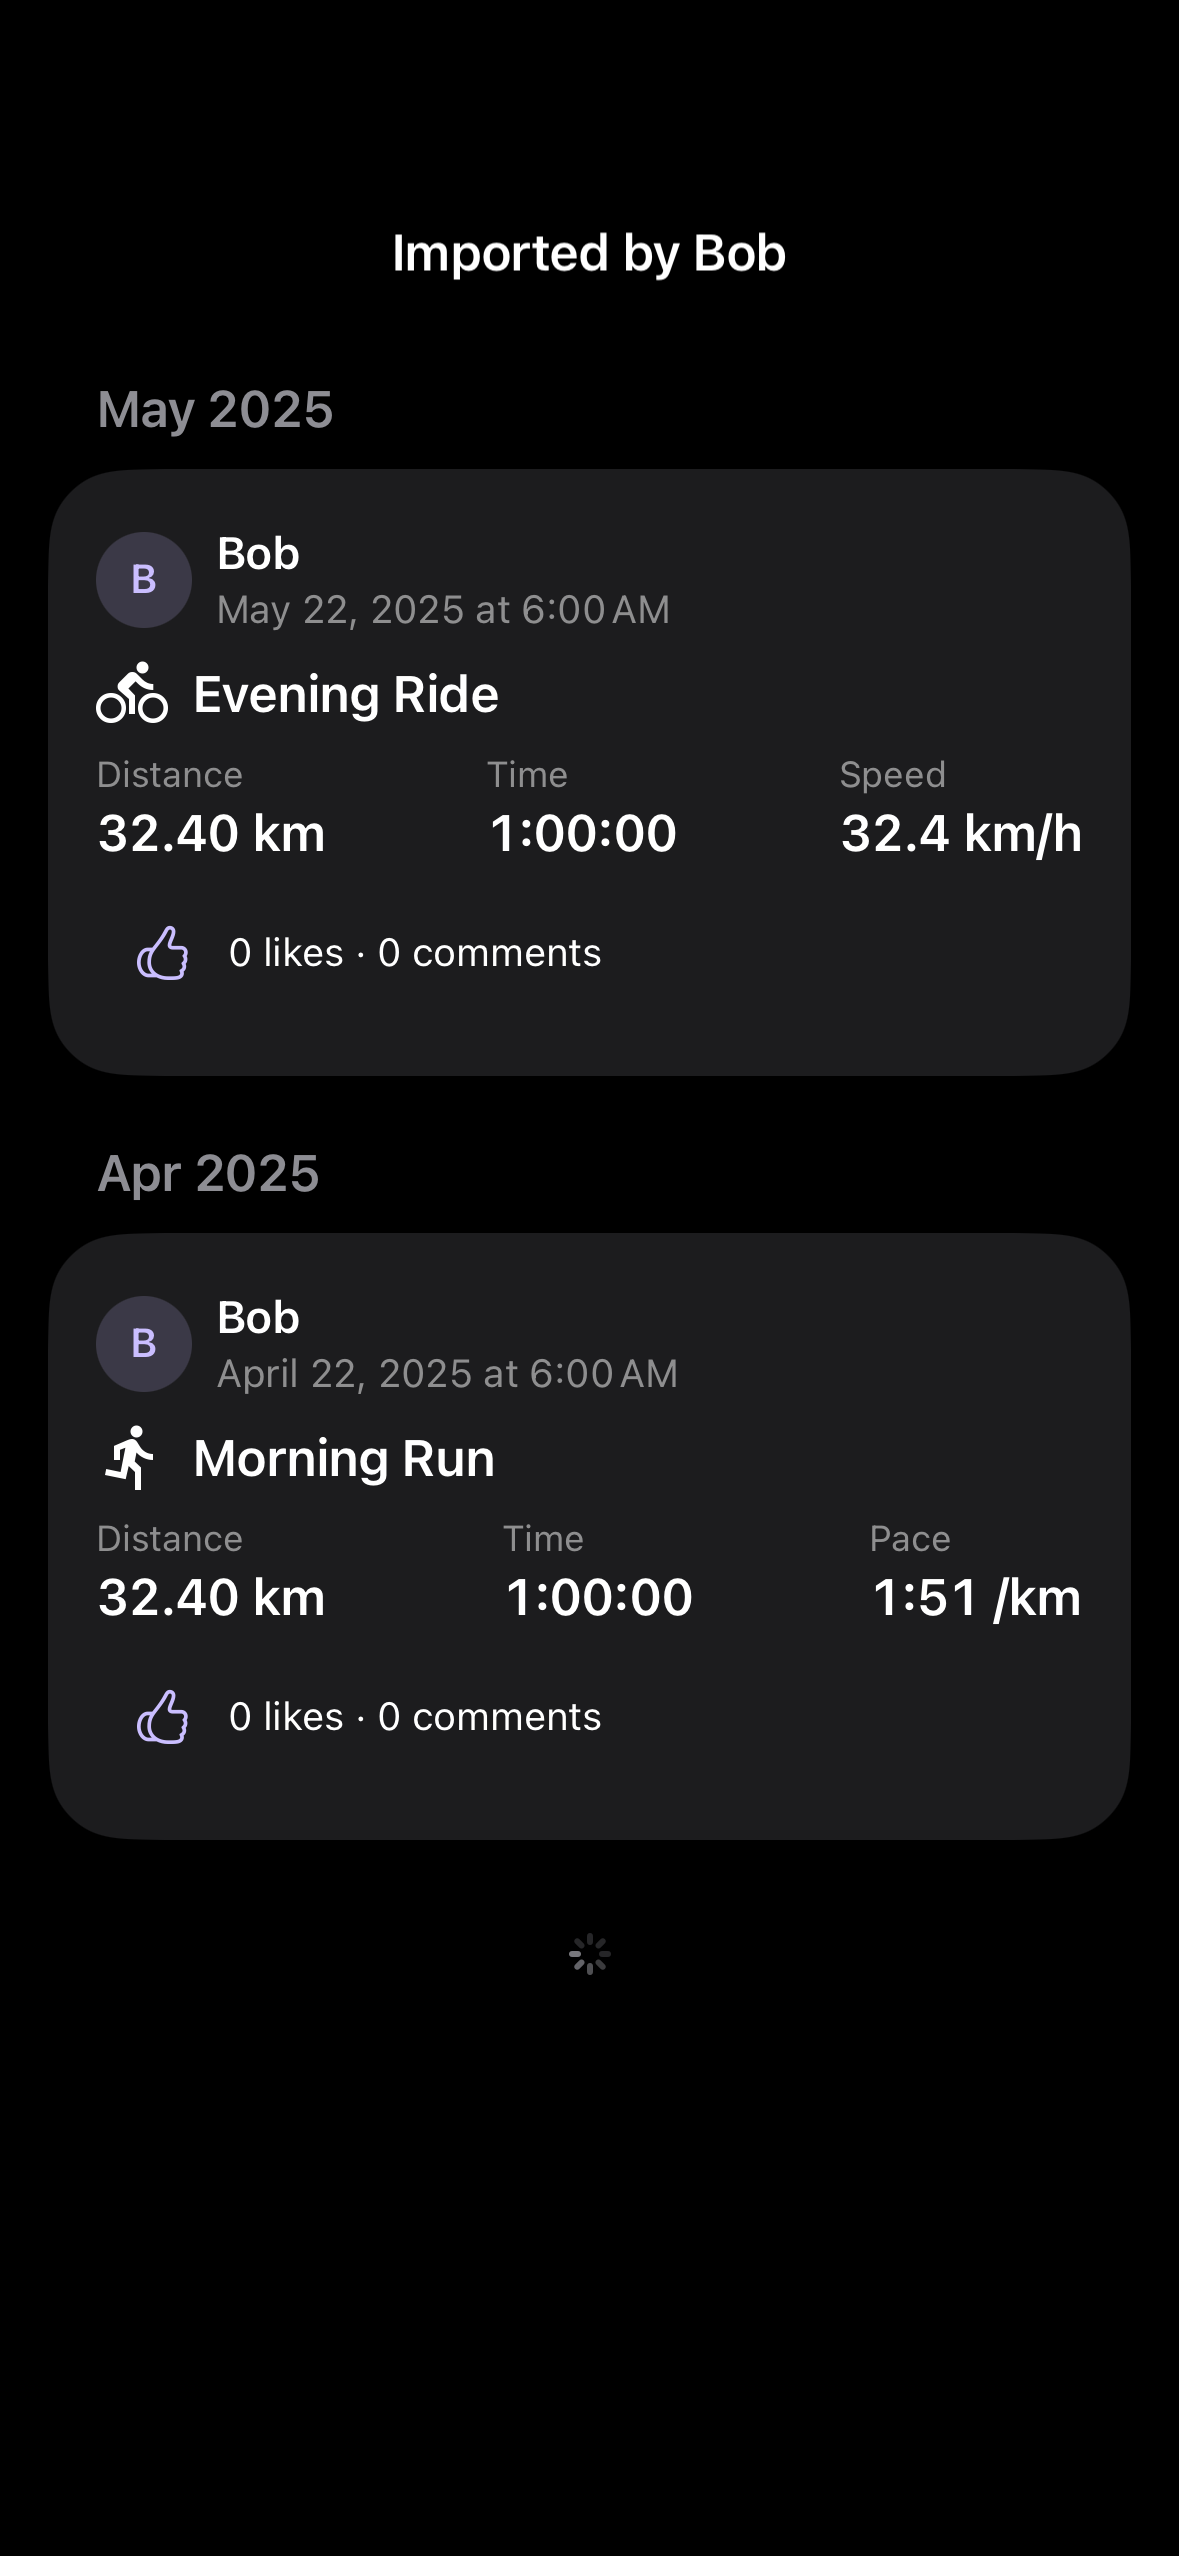 Imported by Bob
May 2025
B
Bob
May 22, 2025 at 6:00 AM
Evening Ride
Distance Time Speed
32.40 km 1:00:00 32.4 km/h
0 likes · 0 comments
Apr 2025
B
Bob
April 22, 2025 at 6:00 AM
Morning Run
Distance Time Pace
32.40 km 1:00:00 1:51 /km
0 likes · 0 comments